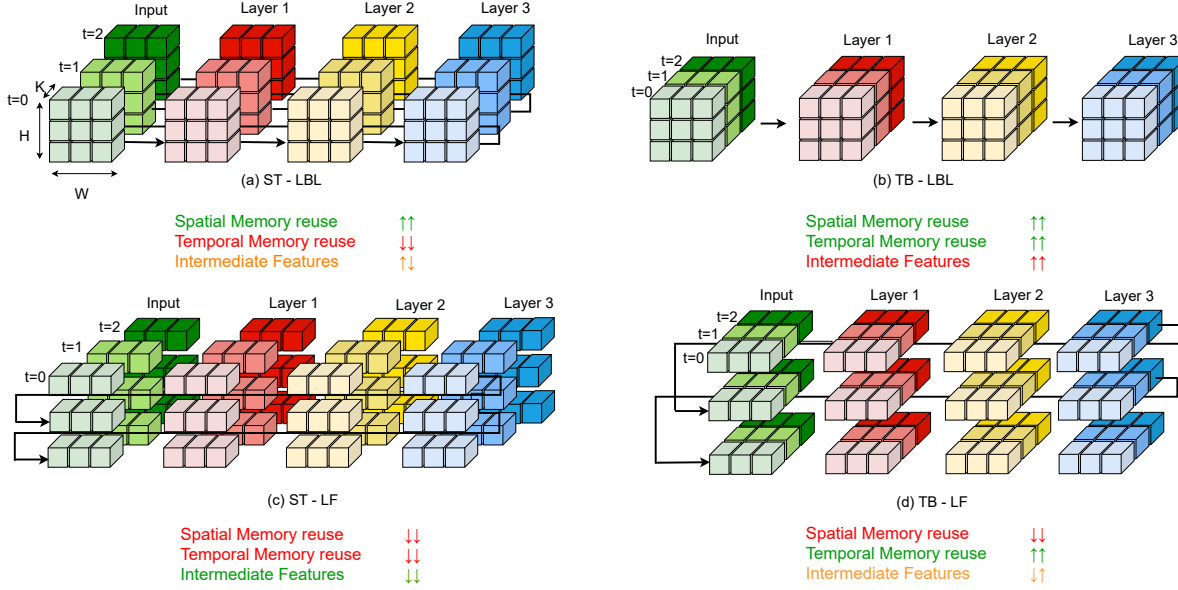 Input Layer 1 Layer 2 Layer 3
t=2
t=1
K
t=0
H
W
(a) ST - LBL
Spatial Memory reuse ↑↑
Temporal Memory reuse ↓↓
Intermediate Features ↑↓
Input Layer 1 Layer 2 Layer 3
t=2
t=1
t=0
(b) TB - LBL
Spatial Memory reuse ↑↑
Temporal Memory reuse ↑↑
Intermediate Features ↑↑
Input Layer 1 Layer 2 Layer 3
t=2
t=1
t=0
(c) ST - LF
Spatial Memory reuse ↓↓
Temporal Memory reuse ↓↓
Intermediate Features ↓↓
Input Layer 1 Layer 2 Layer 3
t=2
t=1
t=0
(d) TB - LF
Spatial Memory reuse ↓↓
Temporal Memory reuse ↑↑
Intermediate Features ↓↑